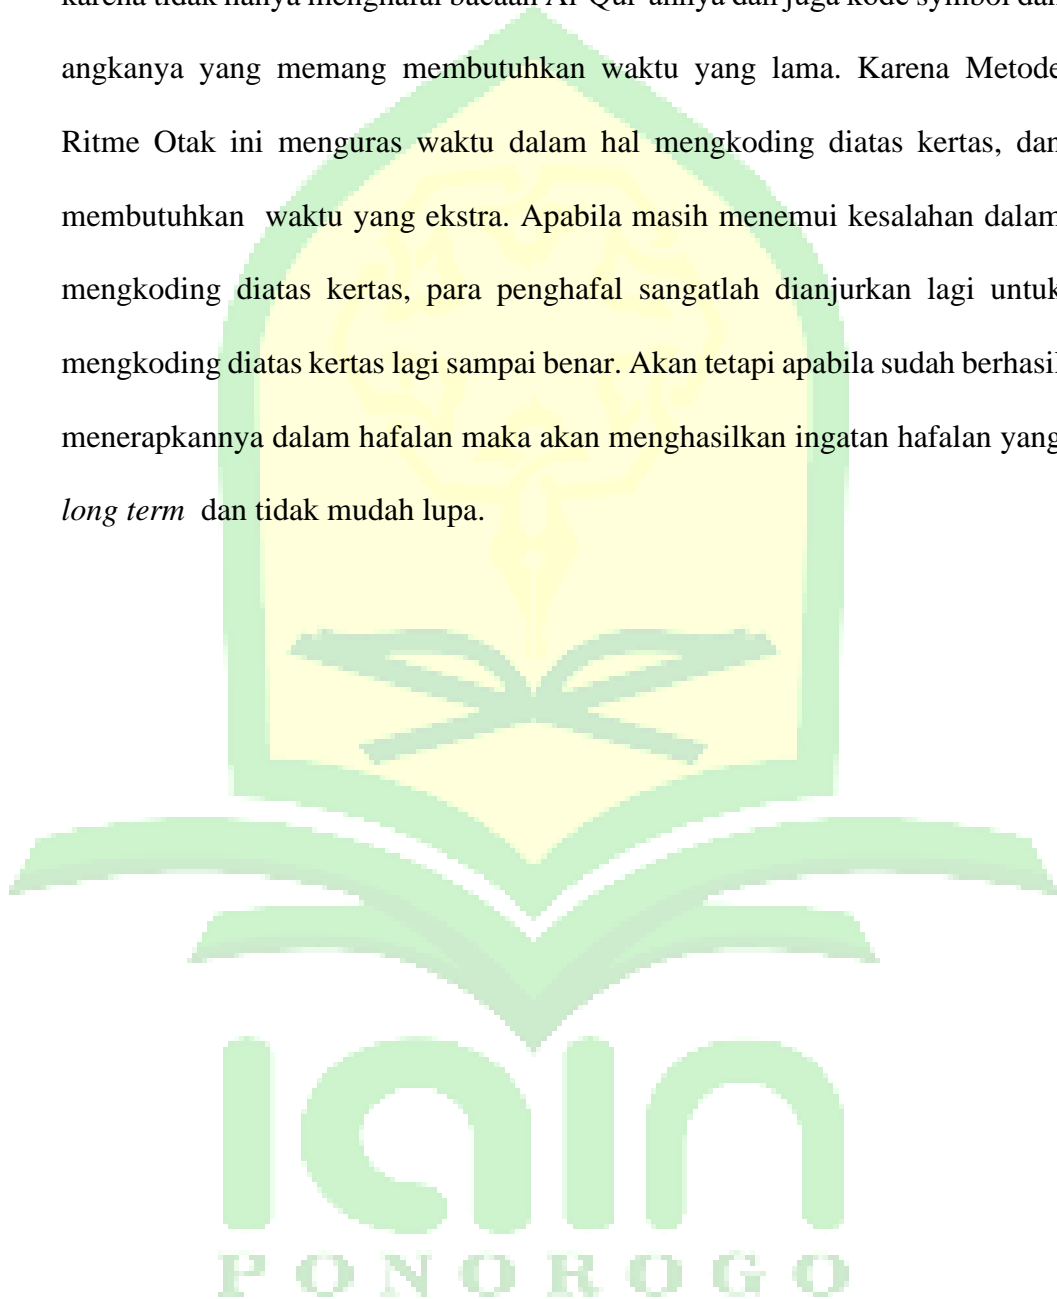 karena tidak hanya menghafal bacaan Al-Qur'annya dan juga kode symbol dan
angkanya yang memang membutuhkan waktu yang lama. Karena Metode
Ritme Otak ini menguras waktu dalam hal mengkoding diatas kertas, dan
membutuhkan waktu yang ekstra. Apabila masih menemui kesalahan dalam
mengkoding diatas kertas, para penghafal sangatlah dianjurkan lagi untuk
mengkoding diatas kertas lagi sampai benar. Akan tetapi apabila sudah berhasil
menerapkannya dalam hafalan maka akan menghasilkan ingatan hafalan yang
long term dan tidak mudah lupa.
iain
PONOROGO